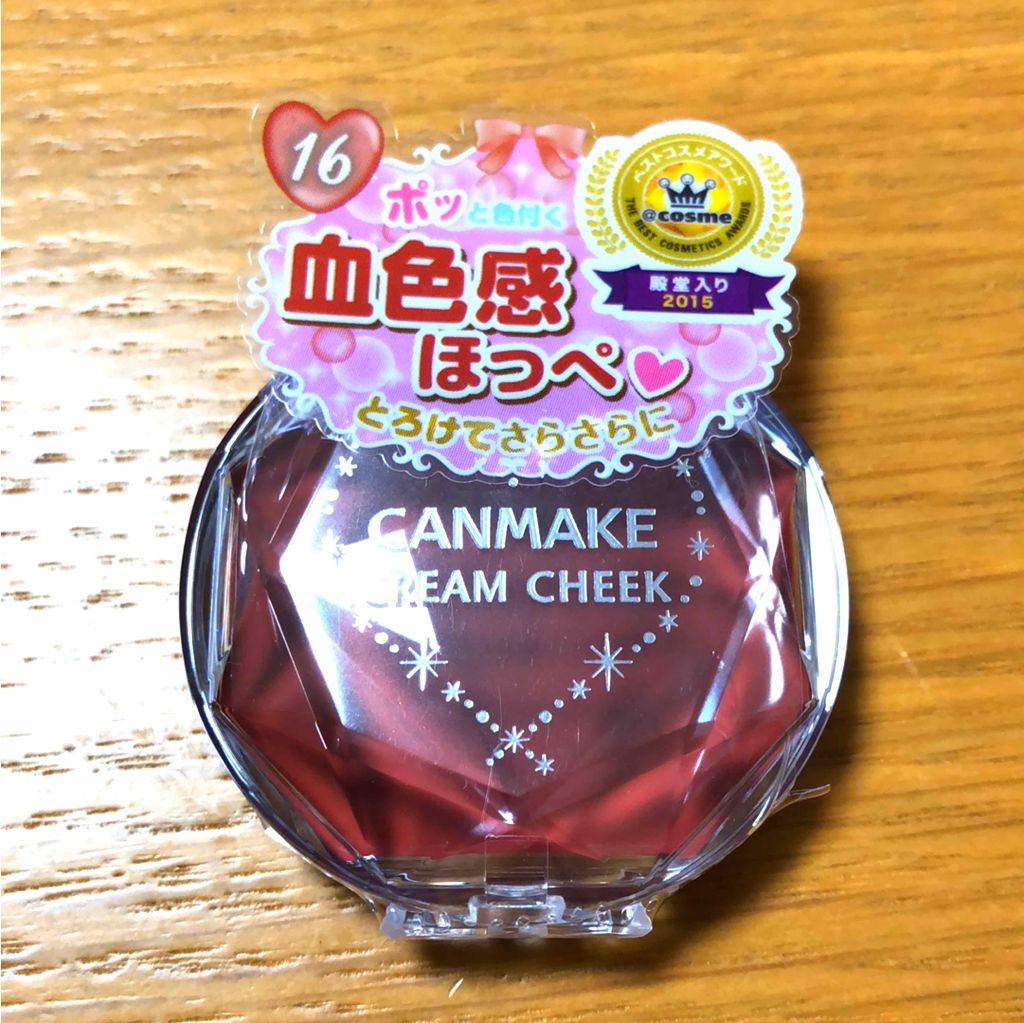 16
ポッと色付く
血色感
ほっぺ
とろけてさらさらに
ベストコスメアワード
@cosme
THE BEST COSMETICS AWARDS
殿堂入り
2015
CANMAKE
CREAM CHEEK